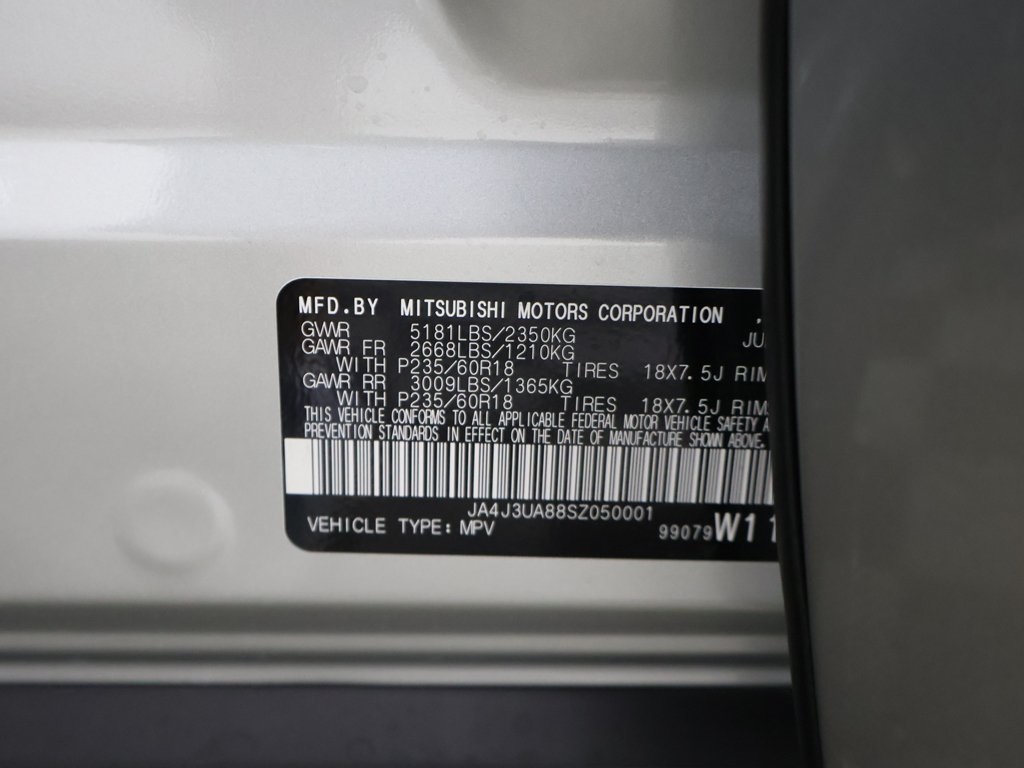 MFD.BY MITSUBISHI MOTORS CORPORATION
GVWR 5181LBS/2350KG
GAWR FR 2668LBS/1210KG
WITH P235/60R18 TIRES 18X7.5J RIM
GAWR RR 3009LBS/1365KG
WITH P235/60R18 TIRES 18X7.5J RIM
THIS VEHICLE CONFORMS TO ALL APPLICABLE FEDERAL MOTOR VEHICLE SAFETY
PREVENTION STANDARDS IN EFFECT ON THE DATE OF MANUFACTURE SHOWN ABOVE.
JA4J3UA88SZ050001
VEHICLE TYPE: MPV 99079 W11